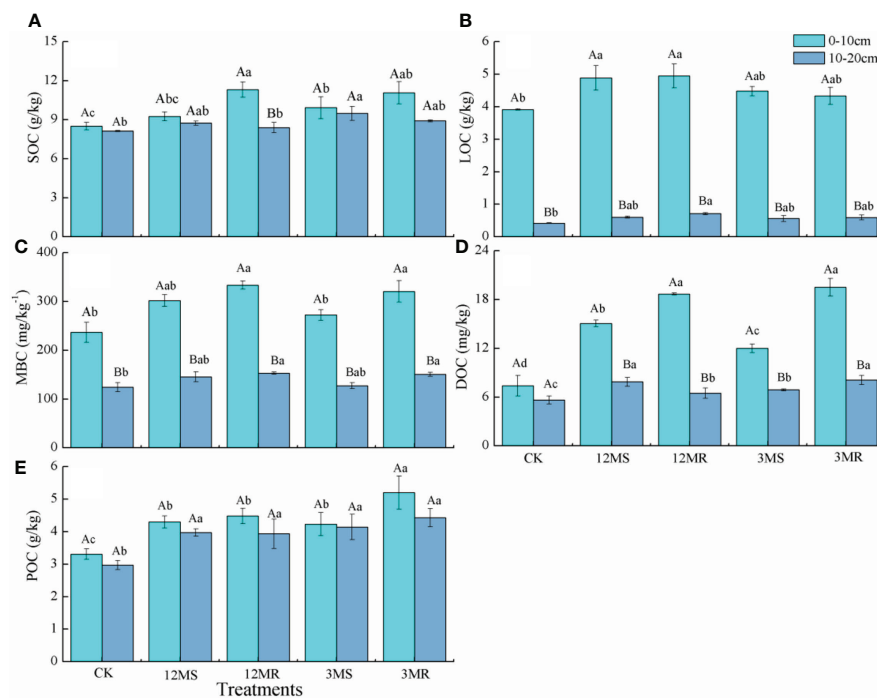 A
SOC (g/kg)
15
12
9
6
3
0
Ac Ab Abc Aab Aa Bb Ab Aa Aab Aab
B
0-10cm
10-20cm
LOC (g/kg)
6
5
4
3
2
1
0
Ab Bb Aa Bab Aa Ba Aab Bab Aab Bab
C
MBC (mg/kg⁻¹)
400
300
200
100
0
Ab Bb Aab Bab Aa Ba Ab Bab Aa Ba
D
DOC (mg/kg)
24
18
12
6
0
Ad Ac Ab Ba Aa Bb Ac Bb Aa Ba
CK 12MS 12MR 3MS 3MR
E
POC (g/kg)
6
5
4
3
2
1
0
Ac Ab Ab Aa Ab Aa Ab Aa Aa Aa
CK 12MS 12MR 3MS 3MR
Treatments